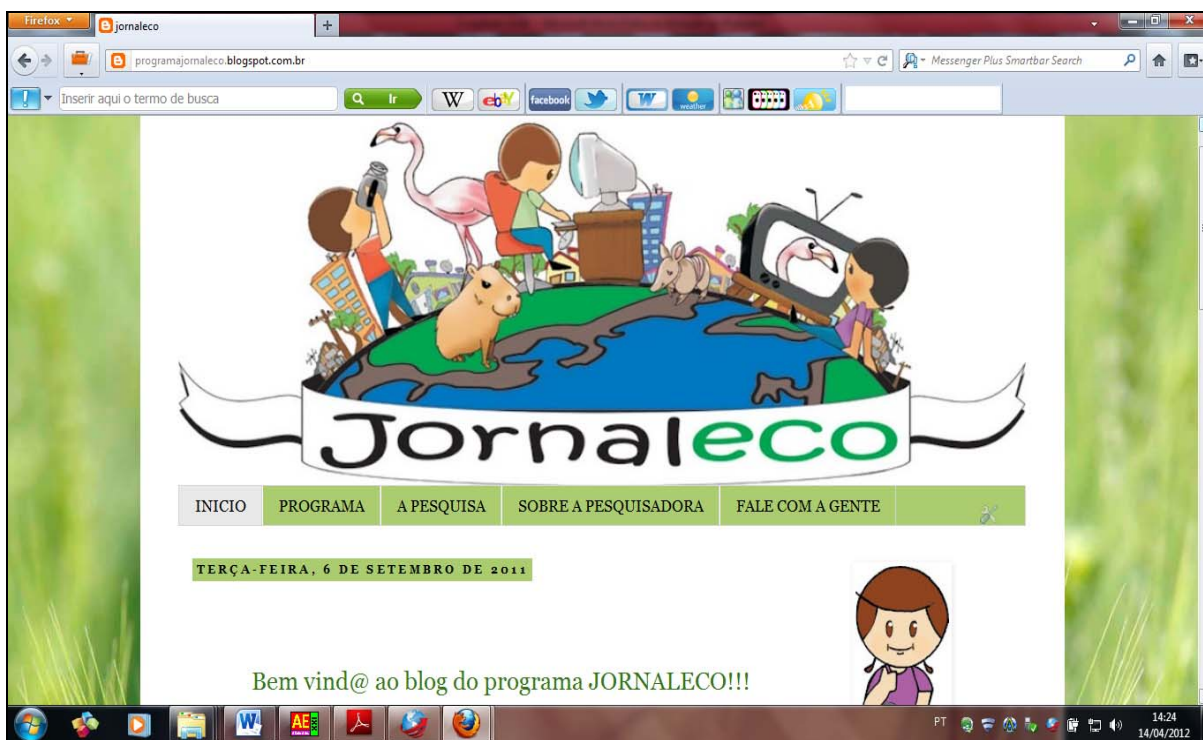 Firefox
jornaleco
programajornaleco.blogspot.com.br
Messenger Plus Smartbar Search
Inserir aqui o termo de busca
Ir
W
ebY
facebook
W
weather
Jornaleco
INICIO
PROGRAMA
A PESQUISA
SOBRE A PESQUISADORA
FALE COM A GENTE
TERÇA-FEIRA, 6 DE SETEMBRO DE 2011
Bem vind@ ao blog do programa JORNALECO!!!
W
AE
PT
14:24
14/04/2012